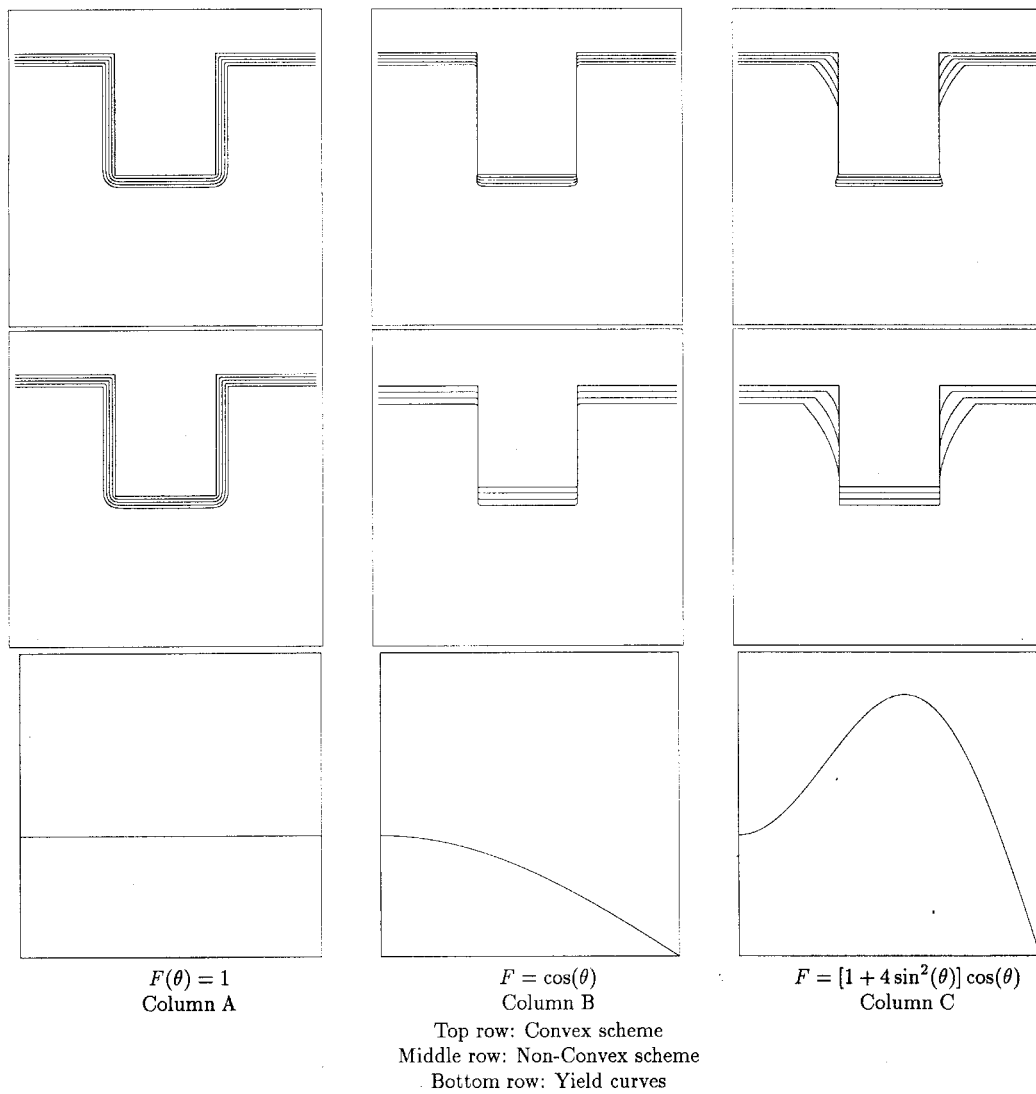 F(θ) = 1
Column A
F = cos(θ)
Column B
F = [1 + 4 sin²(θ)] cos(θ)
Column C
Top row: Convex scheme
Middle row: Non-Convex scheme
Bottom row: Yield curves